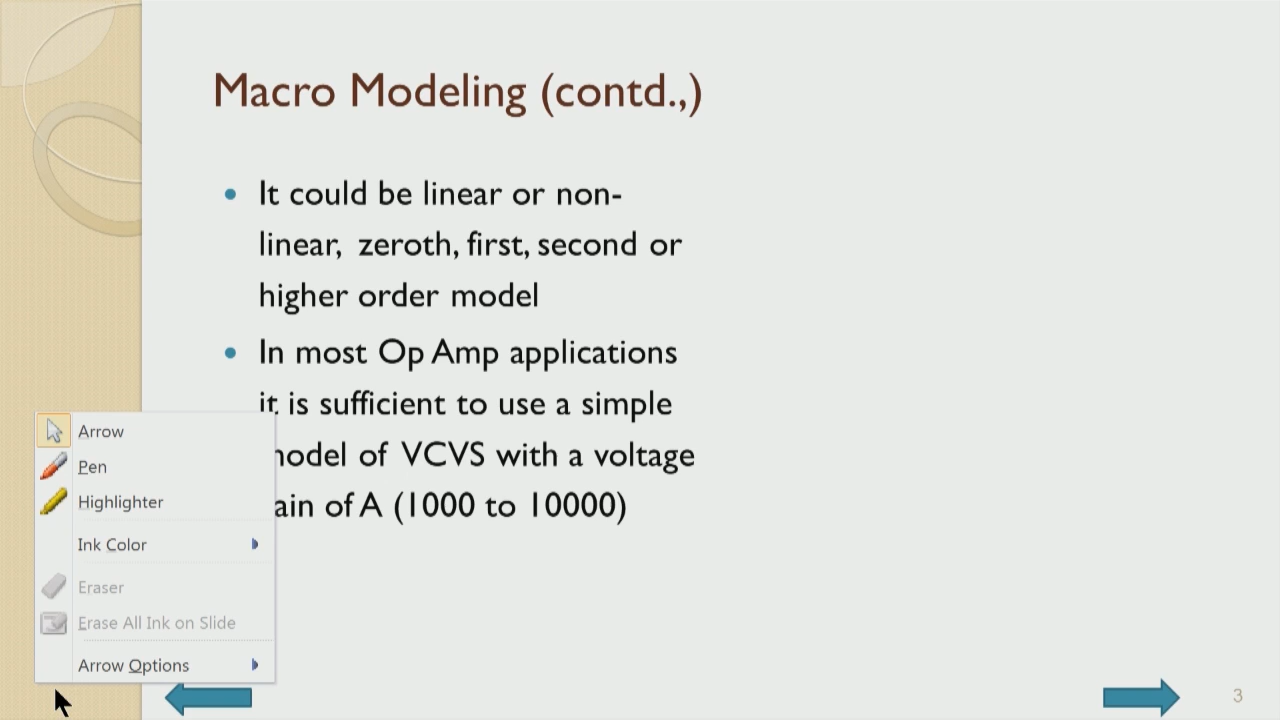 Macro Modeling (contd.,)
• It could be linear or non-
linear, zeroth, first, second or
higher order model
• In most Op Amp applications
it is sufficient to use a simple
odel of VCVS with a voltage
ain of A (1000 to 10000)
Arrow
Pen
Highlighter
Ink Color
Eraser
Erase All Ink on Slide
Arrow Options
3